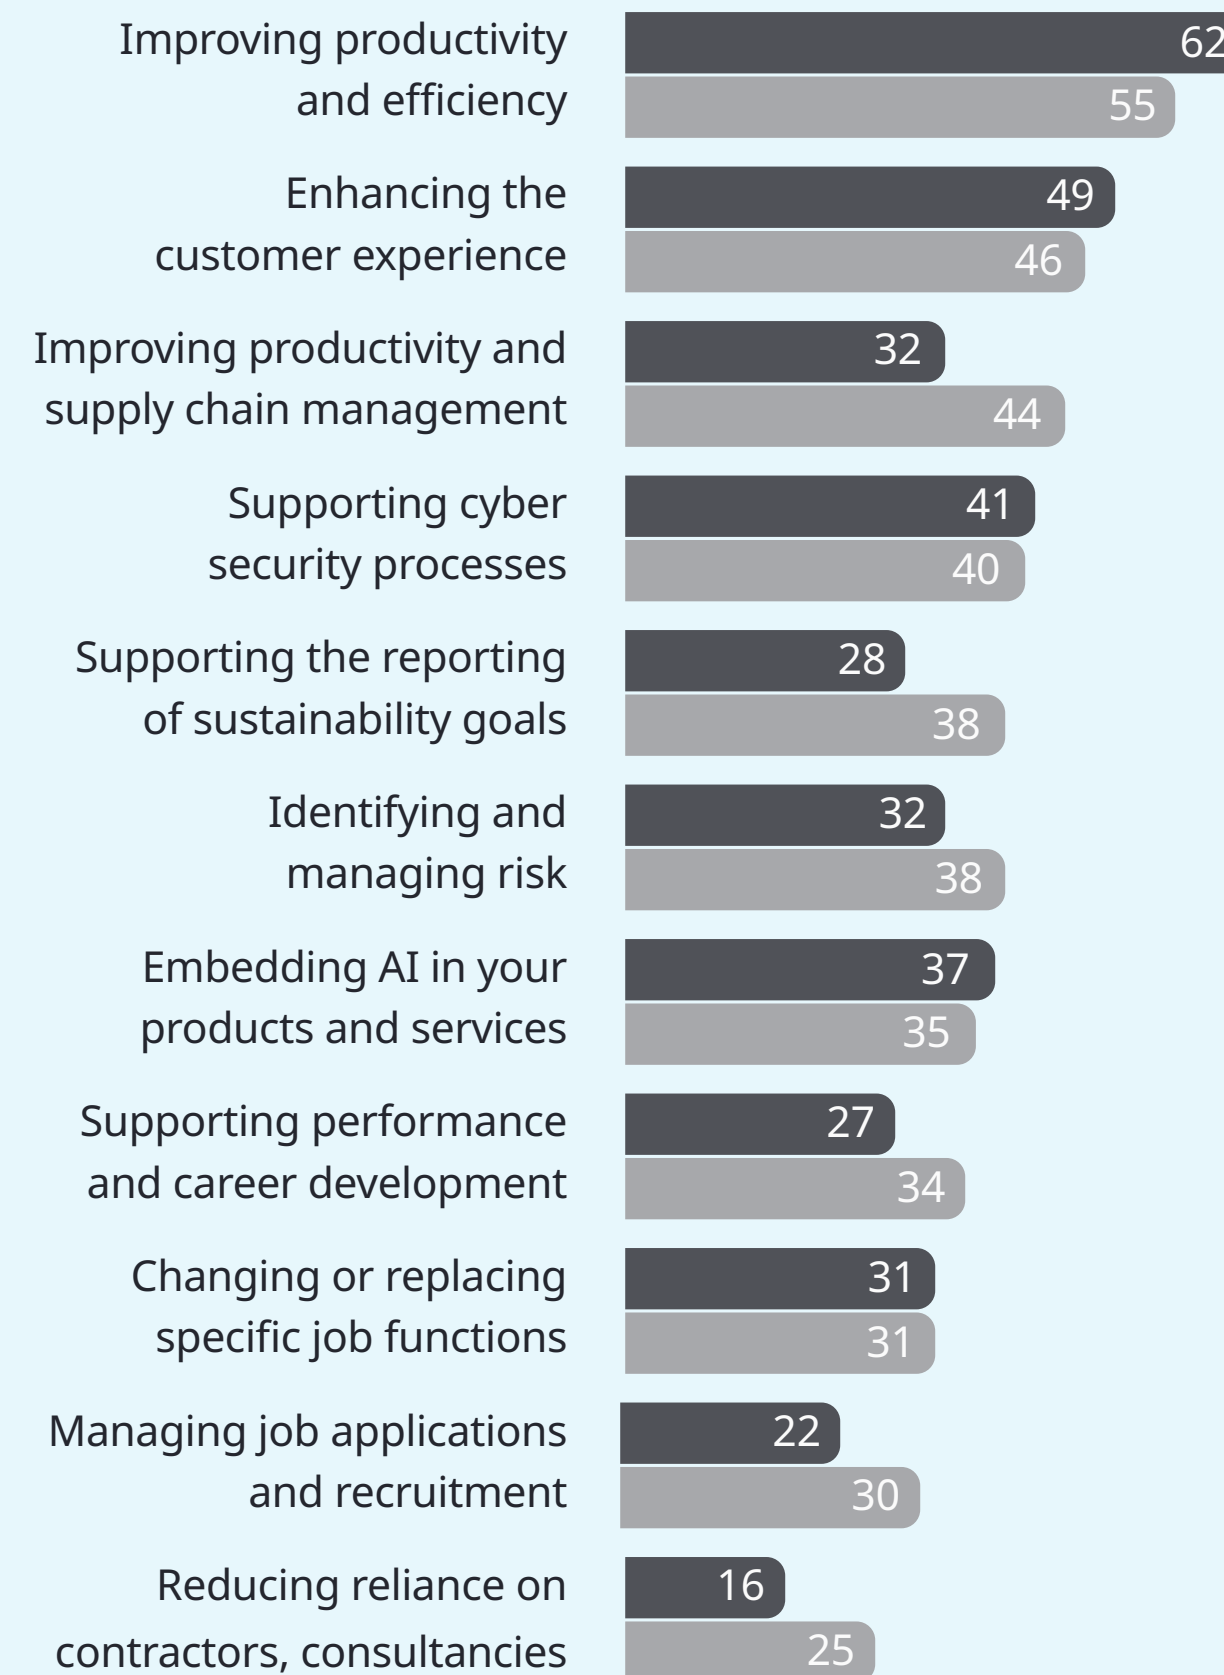 Improving productivity
and efficiency
62
55
Enhancing the
customer experience
49
46
Improving productivity and
supply chain management
32
44
Supporting cyber
security processes
41
40
Supporting the reporting
of sustainability goals
28
38
Identifying and
managing risk
32
38
Embedding AI in your
products and services
37
35
Supporting performance
and career development
27
34
Changing or replacing
specific job functions
31
31
Managing job applications
and recruitment
22
30
Reducing reliance on
contractors, consultancies
16
25